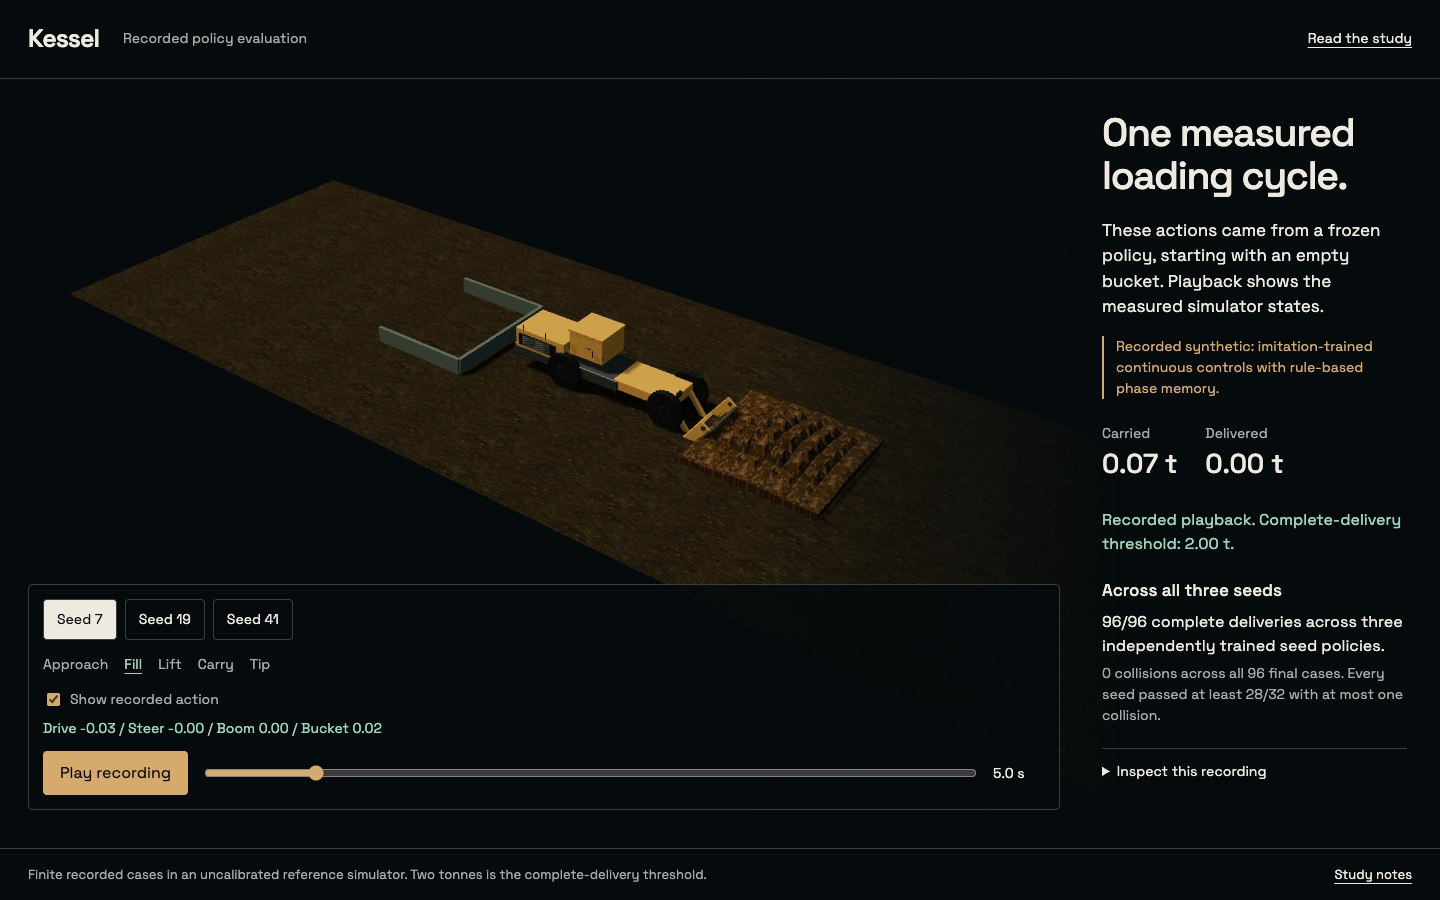 Kessel
Recorded policy evaluation
Read the study
One measured
loading cycle.
These actions came from a frozen
policy, starting with an empty
bucket. Playback shows the
measured simulator states.
Recorded synthetic: imitation-trained
continuous controls with rule-based
phase memory.
Carried
Delivered
0.07 t
0.00 t
Recorded playback. Complete-delivery
threshold: 2.00 t.
Across all three seeds
96/96 complete deliveries across three
independently trained seed policies.
0 collisions across all 96 final cases. Every
seed passed at least 28/32 with at most one
collision.
Inspect this recording
Seed 7
Seed 19
Seed 41
Approach
Fill
Lift
Carry
Tip
Show recorded action
Drive -0.03 / Steer -0.00 / Boom 0.00 / Bucket 0.02
Play recording
5.0 s
Finite recorded cases in an uncalibrated reference simulator. Two tonnes is the complete-delivery threshold.
Study notes